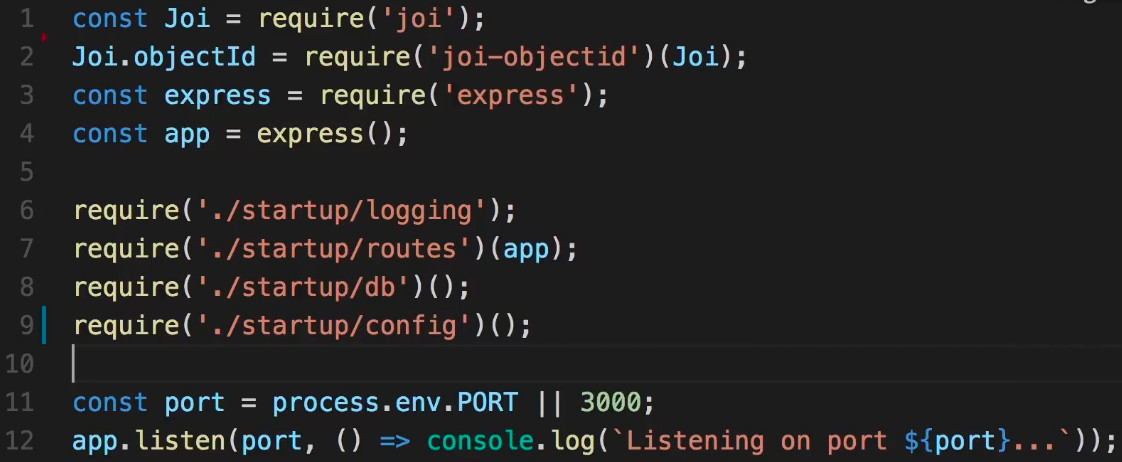 1 const Joi = require('joi');
2 Joi.objectId = require('joi-objectid')(Joi);
3 const express = require('express');
4 const app = express();
5
6 require('./startup/logging');
7 require('./startup/routes')(app);
8 require('./startup/db')();
9 require('./startup/config')();
10
11 const port = process.env.PORT || 3000;
12 app.listen(port, () => console.log(`Listening on port ${port}...`));